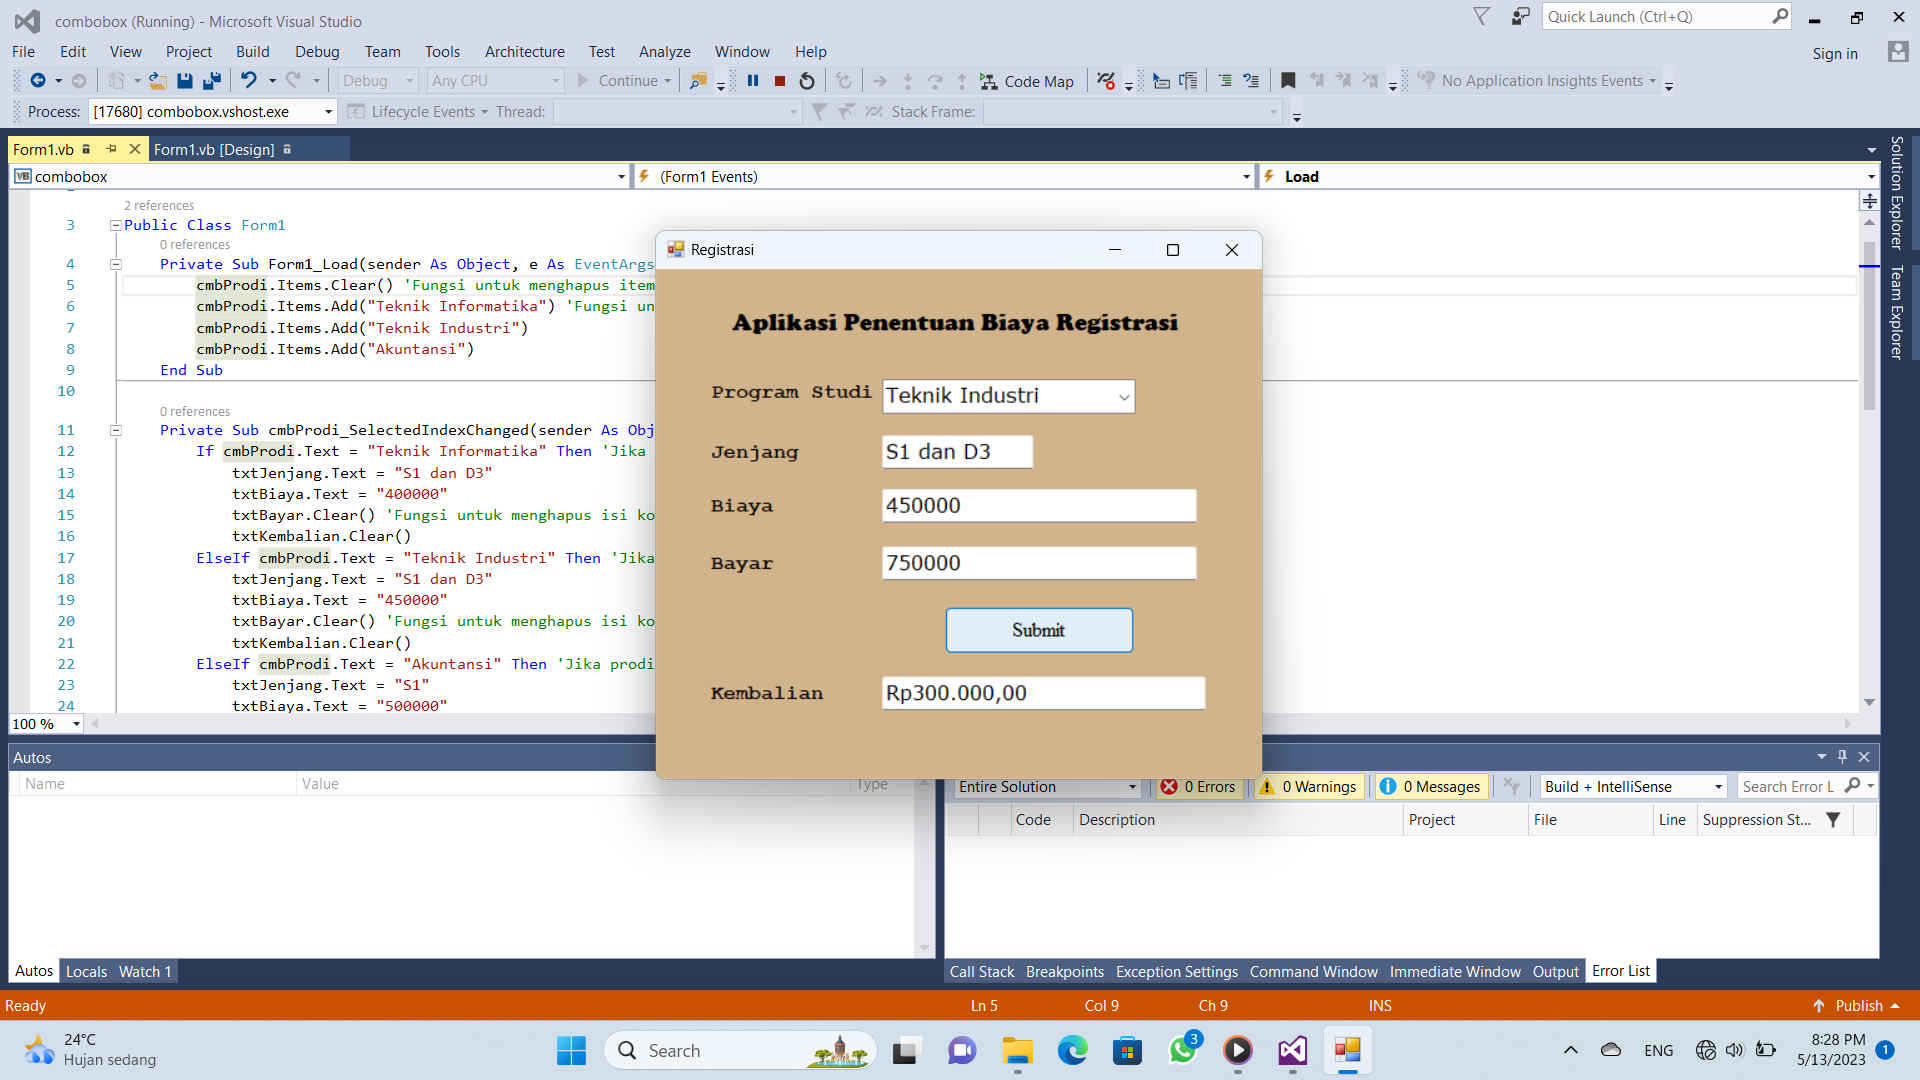 combobox (Running) - Microsoft Visual Studio
Quick Launch (Ctrl+Q)
File Edit View Project Build Debug Team Tools Architecture Test Analyze Window Help
Sign in
Debug Any CPU Continue Code Map No Application Insights Events
Process: [17680] combobox.vshost.exe Lifecycle Events Thread: Stack Frame:
Form1.vb Form1.vb [Design]
VB combobox (Form1 Events) Load
Solution Explorer
Team Explorer
2 references
3 Public Class Form1
0 references
4 Private Sub Form1_Load(sender As Object, e As EventArgs
5 cmbProdi.Items.Clear() 'Fungsi untuk menghapus item
6 cmbProdi.Items.Add("Teknik Informatika") 'Fungsi un
7 cmbProdi.Items.Add("Teknik Industri")
8 cmbProdi.Items.Add("Akuntansi")
9 End Sub
10
0 references
11 Private Sub cmbProdi_SelectedIndexChanged(sender As Obj
12 If cmbProdi.Text = "Teknik Informatika" Then 'Jika
13 txtJenjang.Text = "S1 dan D3"
14 txtBiaya.Text = "400000"
15 txtBayar.Clear() 'Fungsi untuk menghapus isi ko
16 txtKembalian.Clear()
17 ElseIf cmbProdi.Text = "Teknik Industri" Then 'Jika
18 txtJenjang.Text = "S1 dan D3"
19 txtBiaya.Text = "450000"
20 txtBayar.Clear() 'Fungsi untuk menghapus isi ko
21 txtKembalian.Clear()
22 ElseIf cmbProdi.Text = "Akuntansi" Then 'Jika prodi
23 txtJenjang.Text = "S1"
24 txtBiaya.Text = "500000"
100 %
Registrasi
Aplikasi Penentuan Biaya Registrasi
Program Studi Teknik Industri
Jenjang S1 dan D3
Biaya 450000
Bayar 750000
Submit
Kembalian Rp300.000,00
Autos
Name Value Type
Autos Locals Watch 1
Entire Solution 0 Errors 0 Warnings 0 Messages Build + IntelliSense Search Error L
Code Description Project File Line Suppression St...
Call Stack Breakpoints Exception Settings Command Window Immediate Window Output Error List
Ready Ln 5 Col 9 Ch 9 INS Publish
24°C
Hujan sedang
Search
3
ENG
8:28 PM
5/13/2023
1